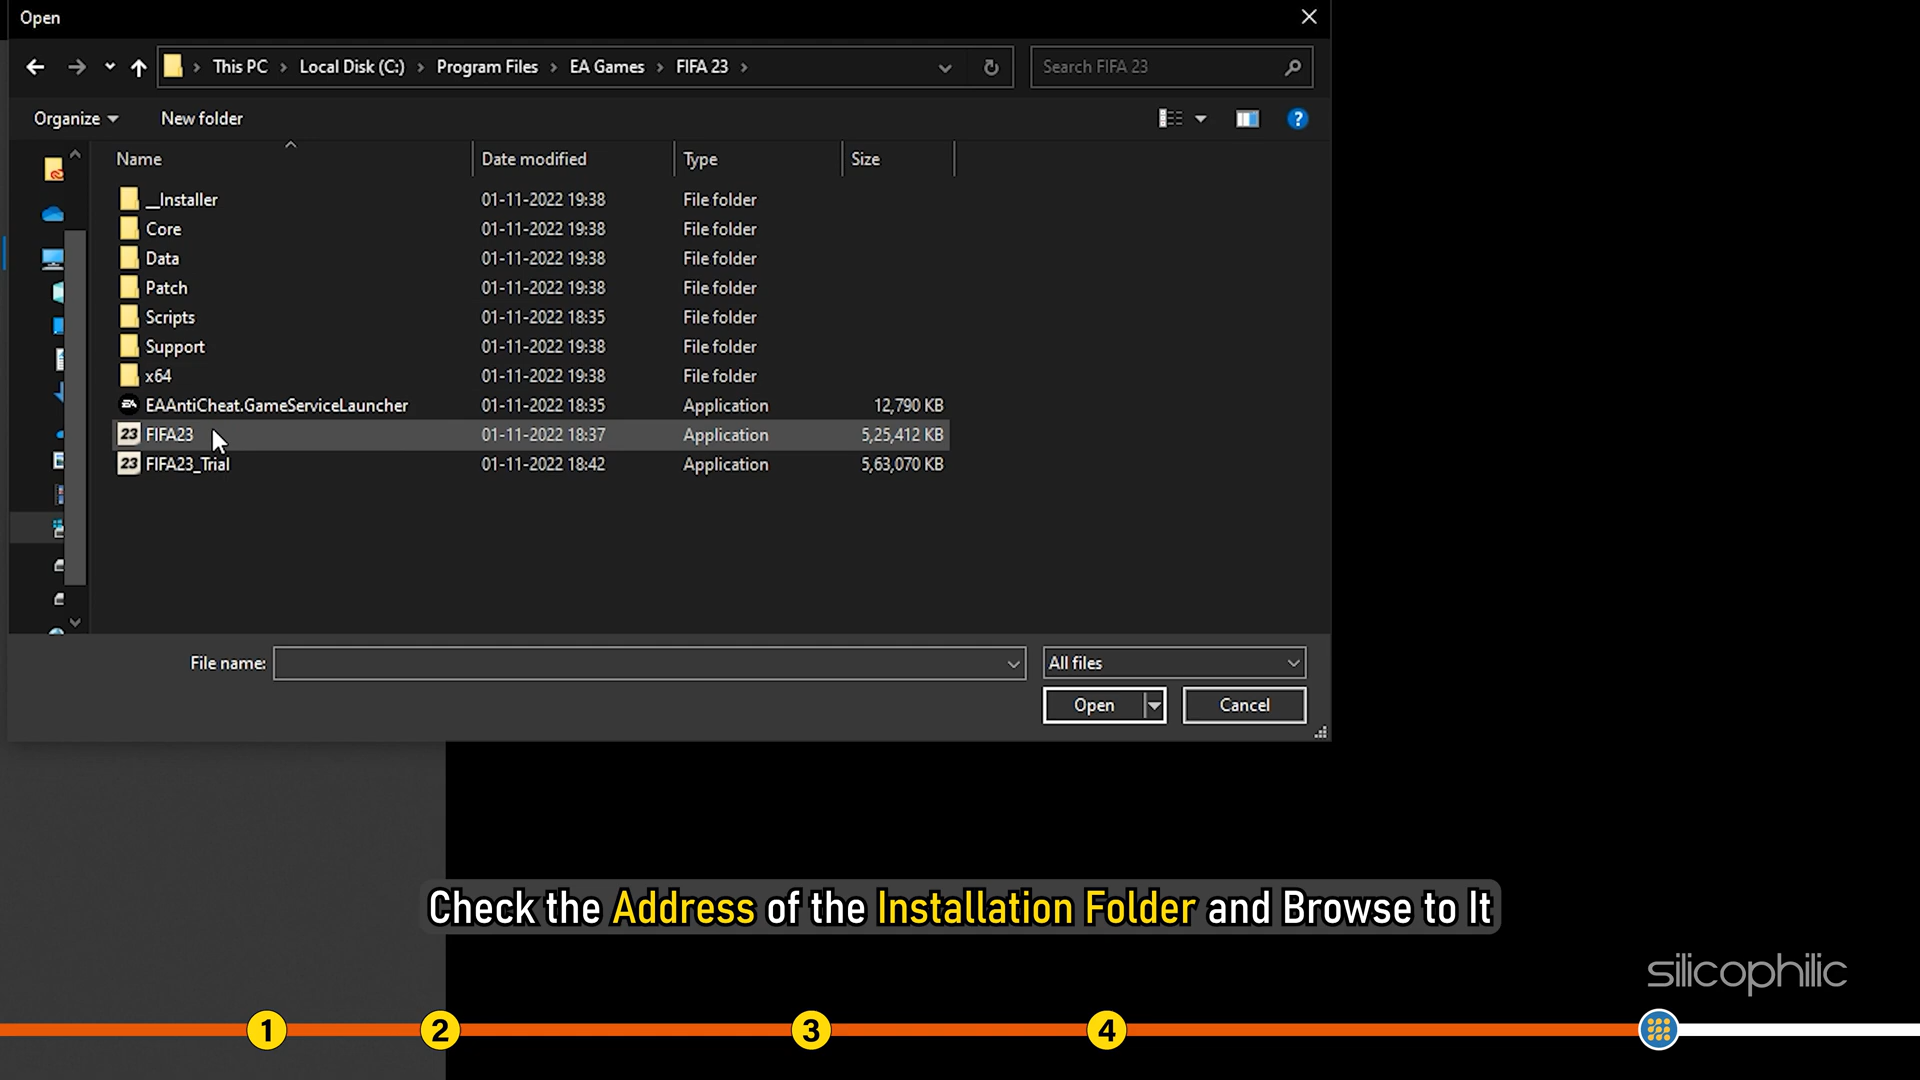 Open
This PC > Local Disk (C:) > Program Files > EA Games > FIFA 23 >
Search FIFA 23
Organize
New folder
?
Name Date modified Type Size
__Installer 01-11-2022 19:38 File folder
Core 01-11-2022 19:38 File folder
Data 01-11-2022 19:38 File folder
Patch 01-11-2022 19:38 File folder
Scripts 01-11-2022 18:35 File folder
Support 01-11-2022 19:38 File folder
x64 01-11-2022 19:38 File folder
EA EAAntiCheat.GameServiceLauncher 01-11-2022 18:35 Application 12,790 KB
23 FIFA23 01-11-2022 18:37 Application 5,25,412 KB
23 FIFA23_Trial 01-11-2022 18:42 Application 5,63,070 KB
File name:
All files
Open
Cancel
Check the Address of the Installation Folder and Browse to It
silicophilic
1 2 3 4